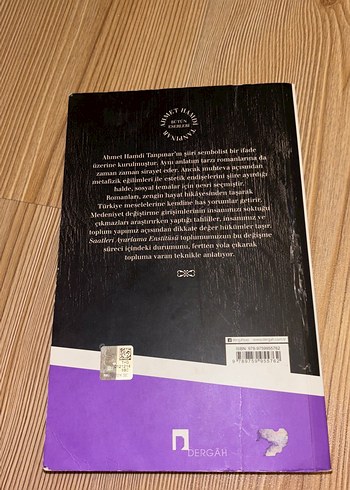 AHMET HAMDİ TANPINAR
BÜTÜN
ESERLERİ
Ahmet Hamdi Tanpınar'ın şiiri sembolist bir ifade
üzerine kurulmuştur. Aynı anlatım tarzı romanlarına da
zaman zaman sirayet eder. Ancak muhteva açısından
metafizik eğilimleri ile estetik endişelerini şiire ayırdığı
halde, sosyal temalar için nesri seçmiştir.
Romanları, zengin hayat hikâyesinden taşarak
Türkiye meselelerine kendine has yorumlar getirir.
Medeniyet değiştirme girişimlerinin insanımızı soktuğu
çıkmazları araştırırken yaptığı tahliller, insanımız ve
toplum yapımız açısından dikkate değer hükümler taşır.
Saatleri Ayarlama Enstitüsü toplumumuzun bu değişme
süreci içindeki durumunu, fertten yola çıkarak
topluma varan teknikle anlatıyor.
DERGÂH